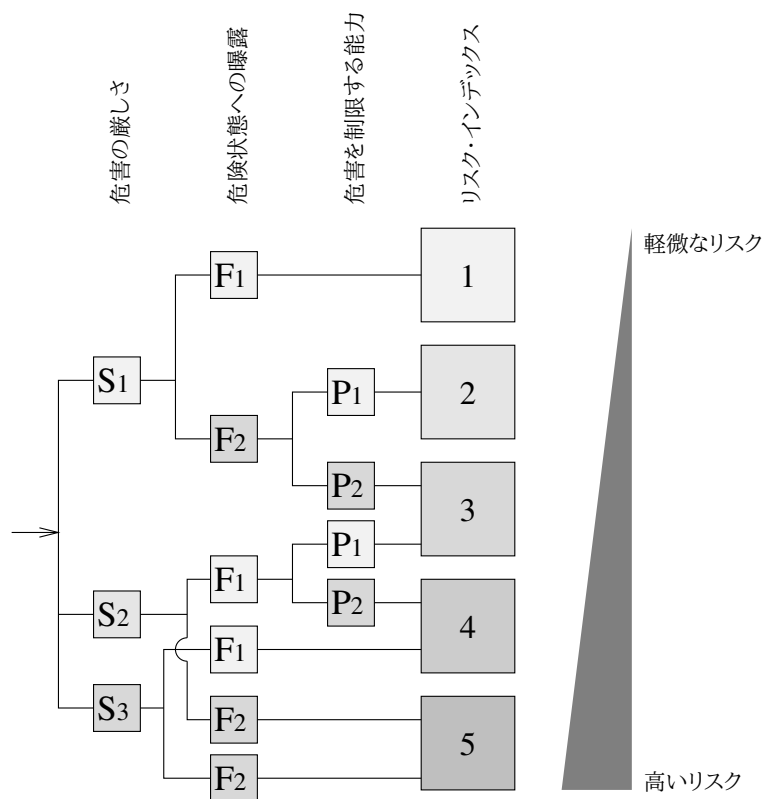 危害の厳しさ
危険状態への曝露
危害を制限する能力
リスク・インデックス
軽微なリスク
F1
1
S1
P1
2
F2
P2
3
P1
F1
P2
S2
4
F1
S3
F2
5
F2
高いリスク